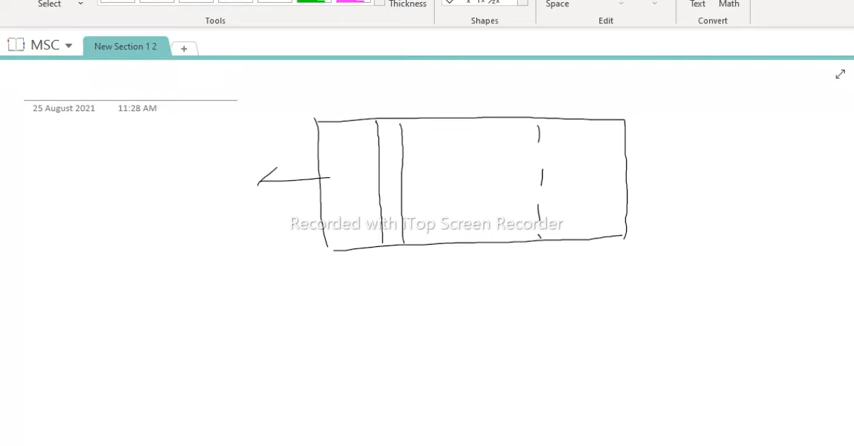 Select
Tools
Thickness
Shapes
Space
Edit
Text Math
Convert
MSC
New Section 1 2
25 August 2021 11:28 AM
Recorded with iTop Screen Recorder